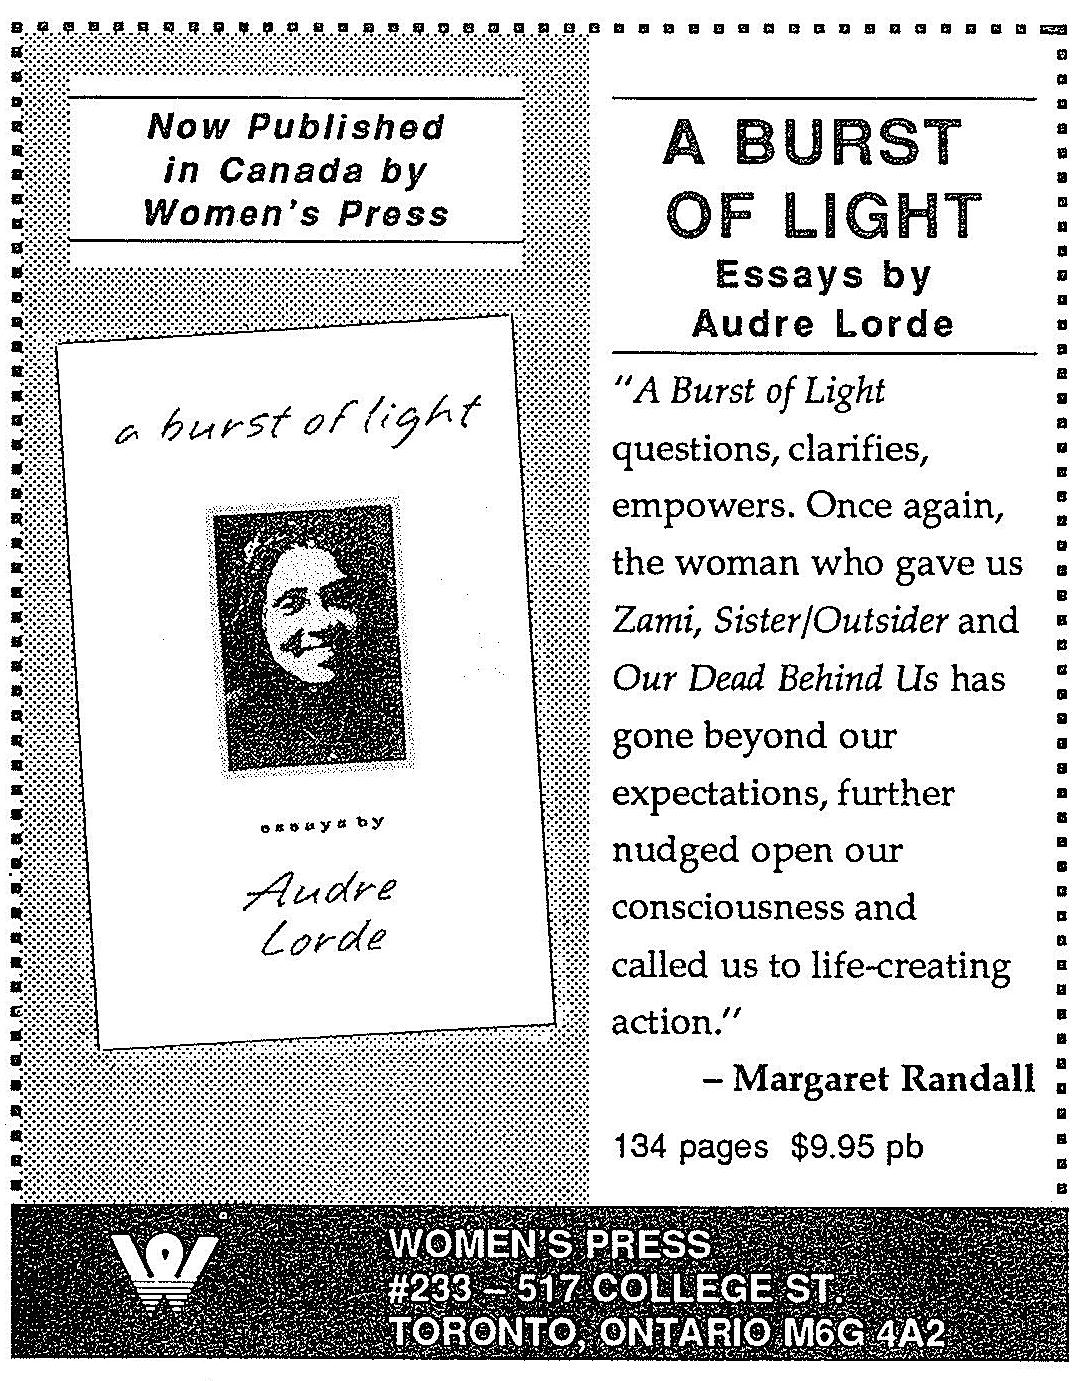 Now Published
in Canada by
Women's Press
a burst of light
essays by
Audre
Lorde
A BURST
OF LIGHT
Essays by
Audre Lorde
"A Burst of Light
questions, clarifies,
empowers. Once again,
the woman who gave us
Zami, Sister/Outsider and
Our Dead Behind Us has
gone beyond our
expectations, further
nudged open our
consciousness and
called us to life-creating
action."
– Margaret Randall
134 pages $9.95 pb
W
WOMEN'S PRESS
#233 – 517 COLLEGE ST.
TORONTO, ONTARIO M6G 4A2